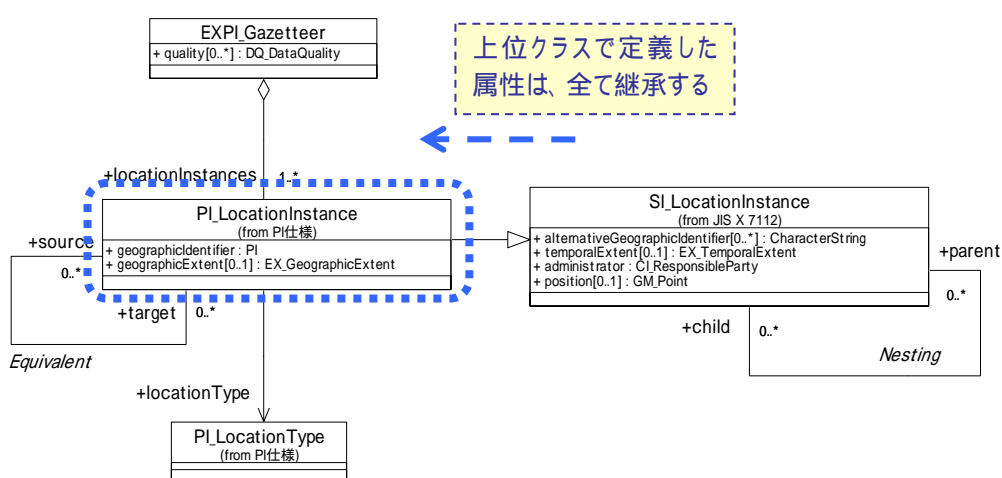 EXPI_Gazetteer
+ quality[0..*] : DQ_DataQuality
上位クラスで定義した
属性は、全て継承する
+locationInstances
1..*
PI_LocationInstance
(from PI仕様)
+ geographicIdentifier : PI
+ geographicExtent[0..1] : EX_GeographicExtent
SI_LocationInstance
(from JIS X 7112)
+ alternativeGeographicIdentifier[0..*] : CharacterString
+ temporalExtent[0..1] : EX_TemporalExtent
+ administrator : CI_ResponsibleParty
+ position[0..1] : GM_Point
+source
0..*
+target
0..*
Equivalent
+parent
0..*
+child
0..*
Nesting
+locationType
PI_LocationType
(from PI仕様)